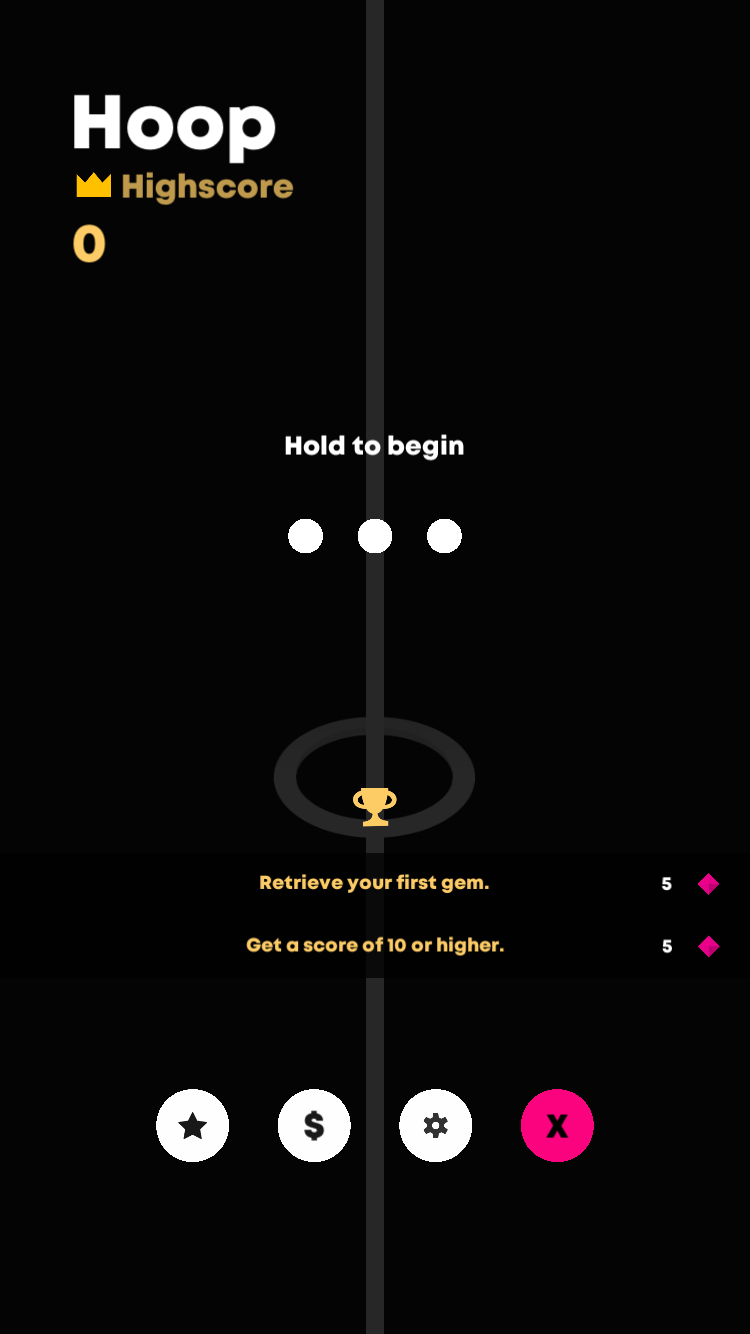 Hoop
Highscore
0
Hold to begin
Retrieve your first gem. 5
Get a score of 10 or higher. 5
$ X